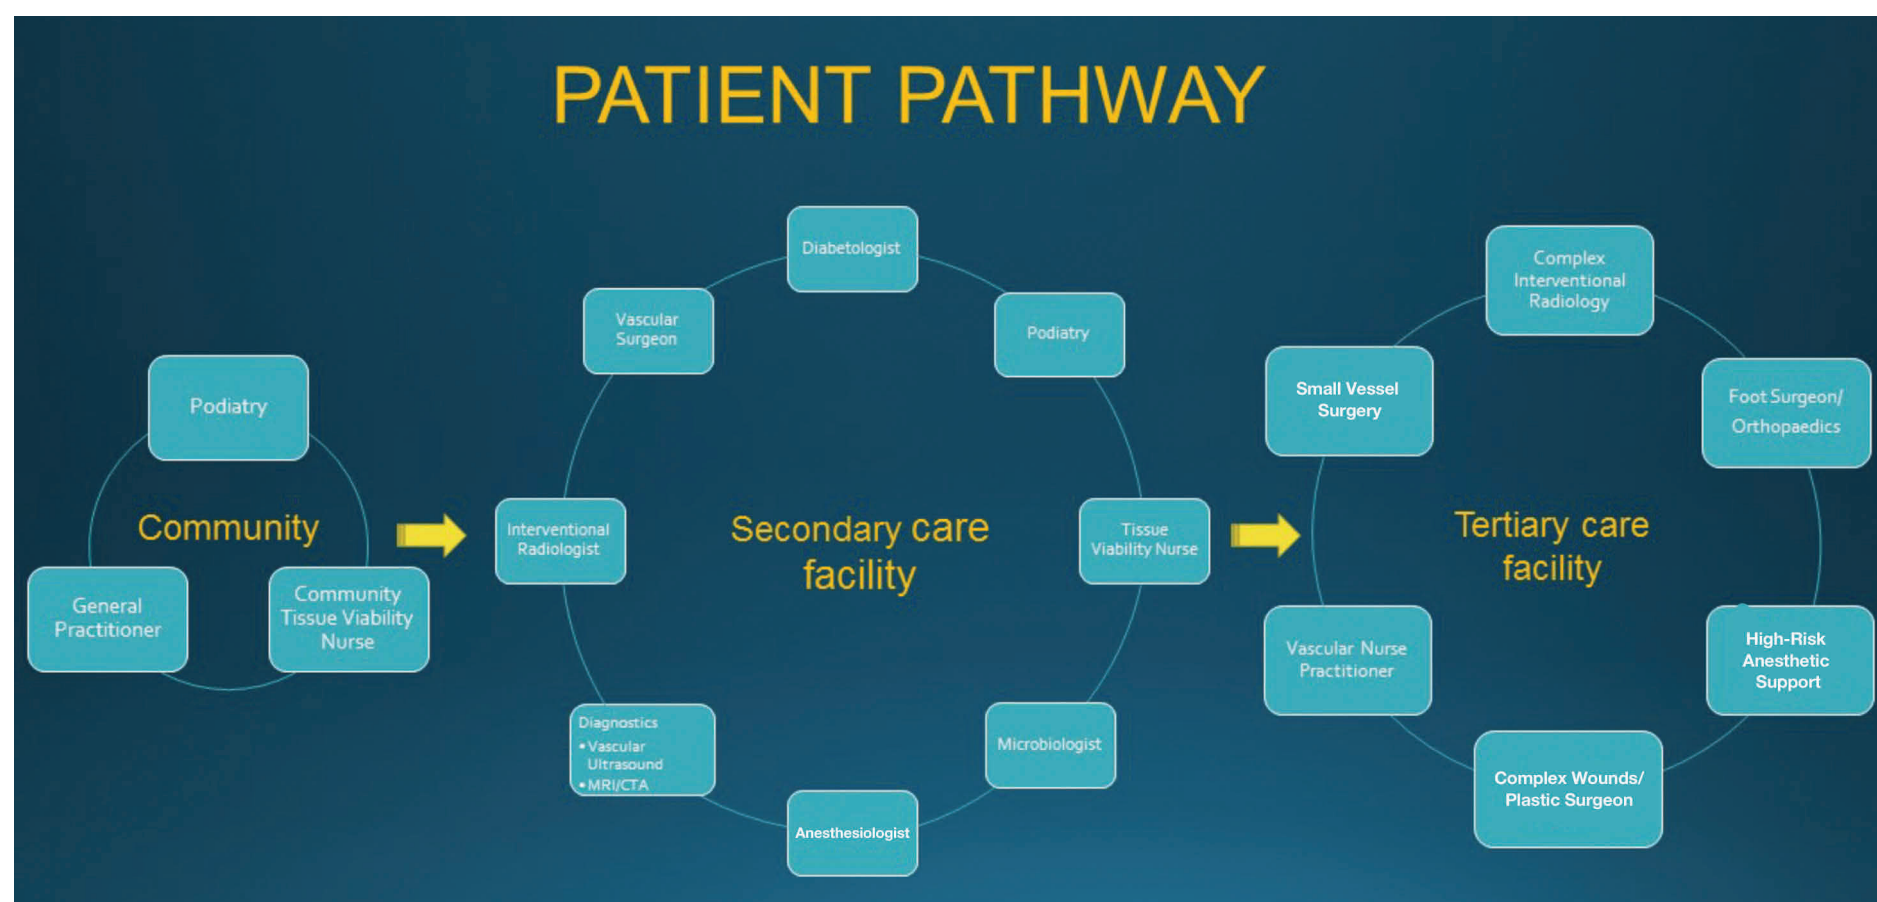 PATIENT PATHWAY
Podiatry
Community
General
Practitioner
Community
Tissue Viability
Nurse
Diabetologist
Vascular
Surgeon
Podiatry
Interventional
Radiologist
Secondary care
facility
Tissue
Viability Nurse
Diagnostics
• Vascular
Ultrasound
• MRI/CTA
Microbiologist
Anesthesiologist
Complex
Interventional
Radiology
Small Vessel
Surgery
Foot Surgeon/
Orthopaedics
Tertiary care
facility
Vascular Nurse
Practitioner
High-Risk
Anesthetic
Support
Complex Wounds/
Plastic Surgeon